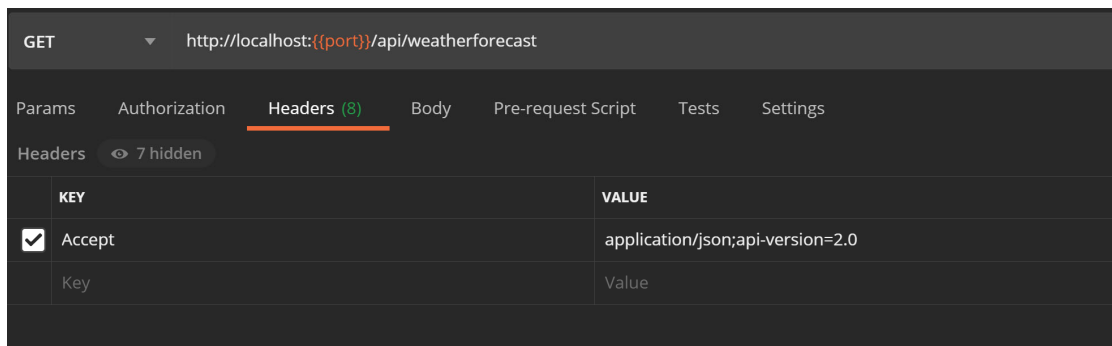 GET http://localhost:{{port}}/api/weatherforecast
Params Authorization Headers (8) Body Pre-request Script Tests Settings
Headers 7 hidden
KEY VALUE
Accept application/json;api-version=2.0
Key Value